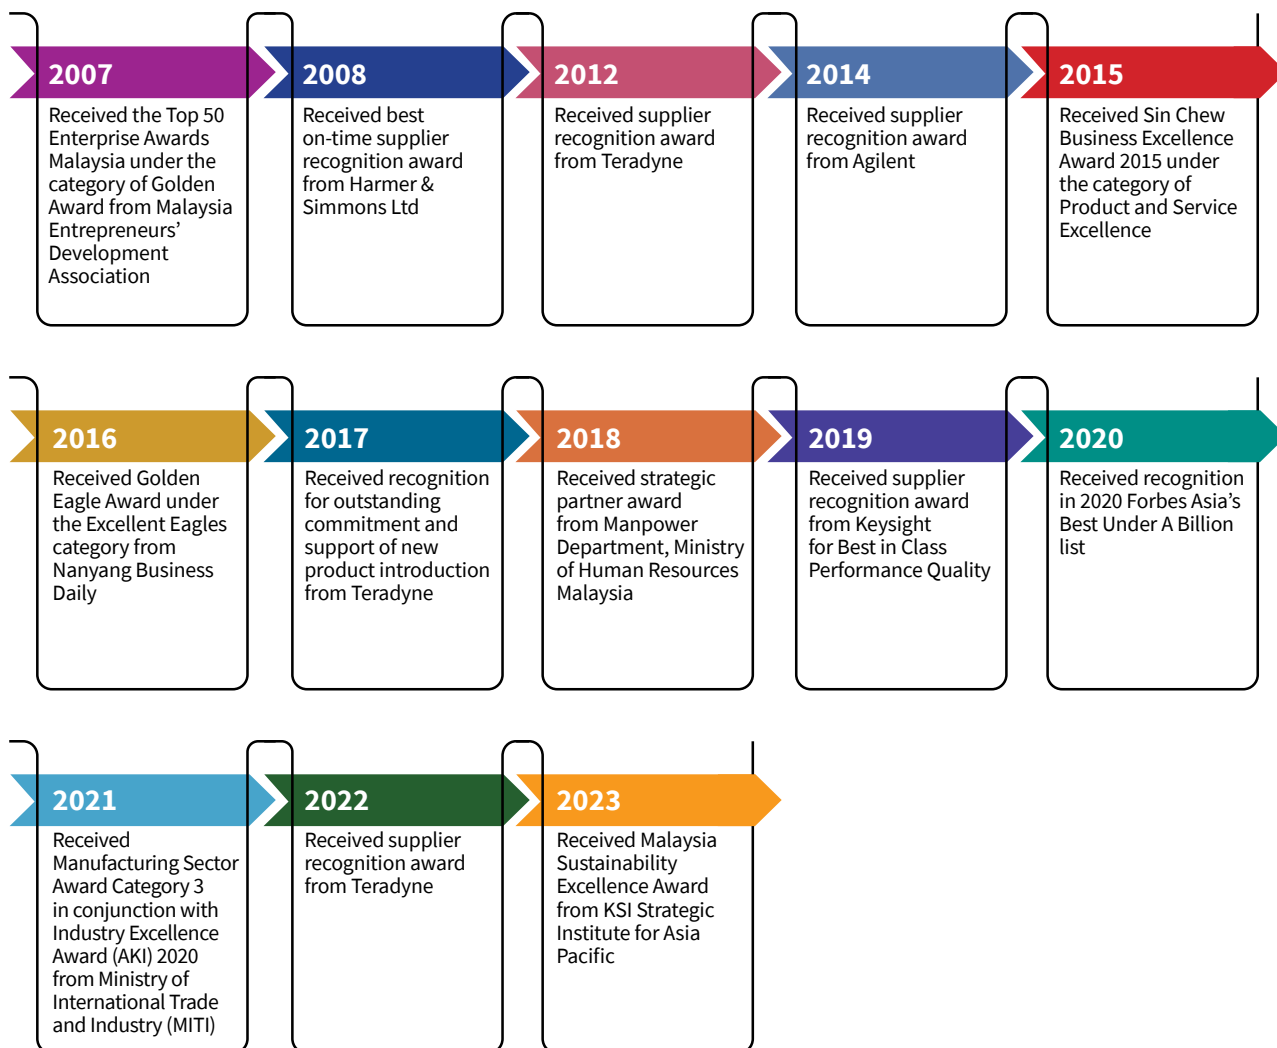 2007
Received the Top 50
Enterprise Awards
Malaysia under the
category of Golden
Award from Malaysia
Entrepreneurs’
Development
Association
2008
Received best
on-time supplier
recognition award
from Harmer &
Simmons Ltd
2012
Received supplier
recognition award
from Teradyne
2014
Received supplier
recognition award
from Agilent
2015
Received Sin Chew
Business Excellence
Award 2015 under
the category of
Product and Service
Excellence
2016
Received Golden
Eagle Award under
the Excellent Eagles
category from
Nanyang Business
Daily
2017
Received recognition
for outstanding
commitment and
support of new
product introduction
from Teradyne
2018
Received strategic
partner award
from Manpower
Department, Ministry
of Human Resources
Malaysia
2019
Received supplier
recognition award
from Keysight
for Best in Class
Performance Quality
2020
Received recognition
in 2020 Forbes Asia’s
Best Under A Billion
list
2021
Received
Manufacturing Sector
Award Category 3
in conjunction with
Industry Excellence
Award (AKI) 2020
from Ministry of
International Trade
and Industry (MITI)
2022
Received supplier
recognition award
from Teradyne
2023
Received Malaysia
Sustainability
Excellence Award
from KSI Strategic
Institute for Asia
Pacific